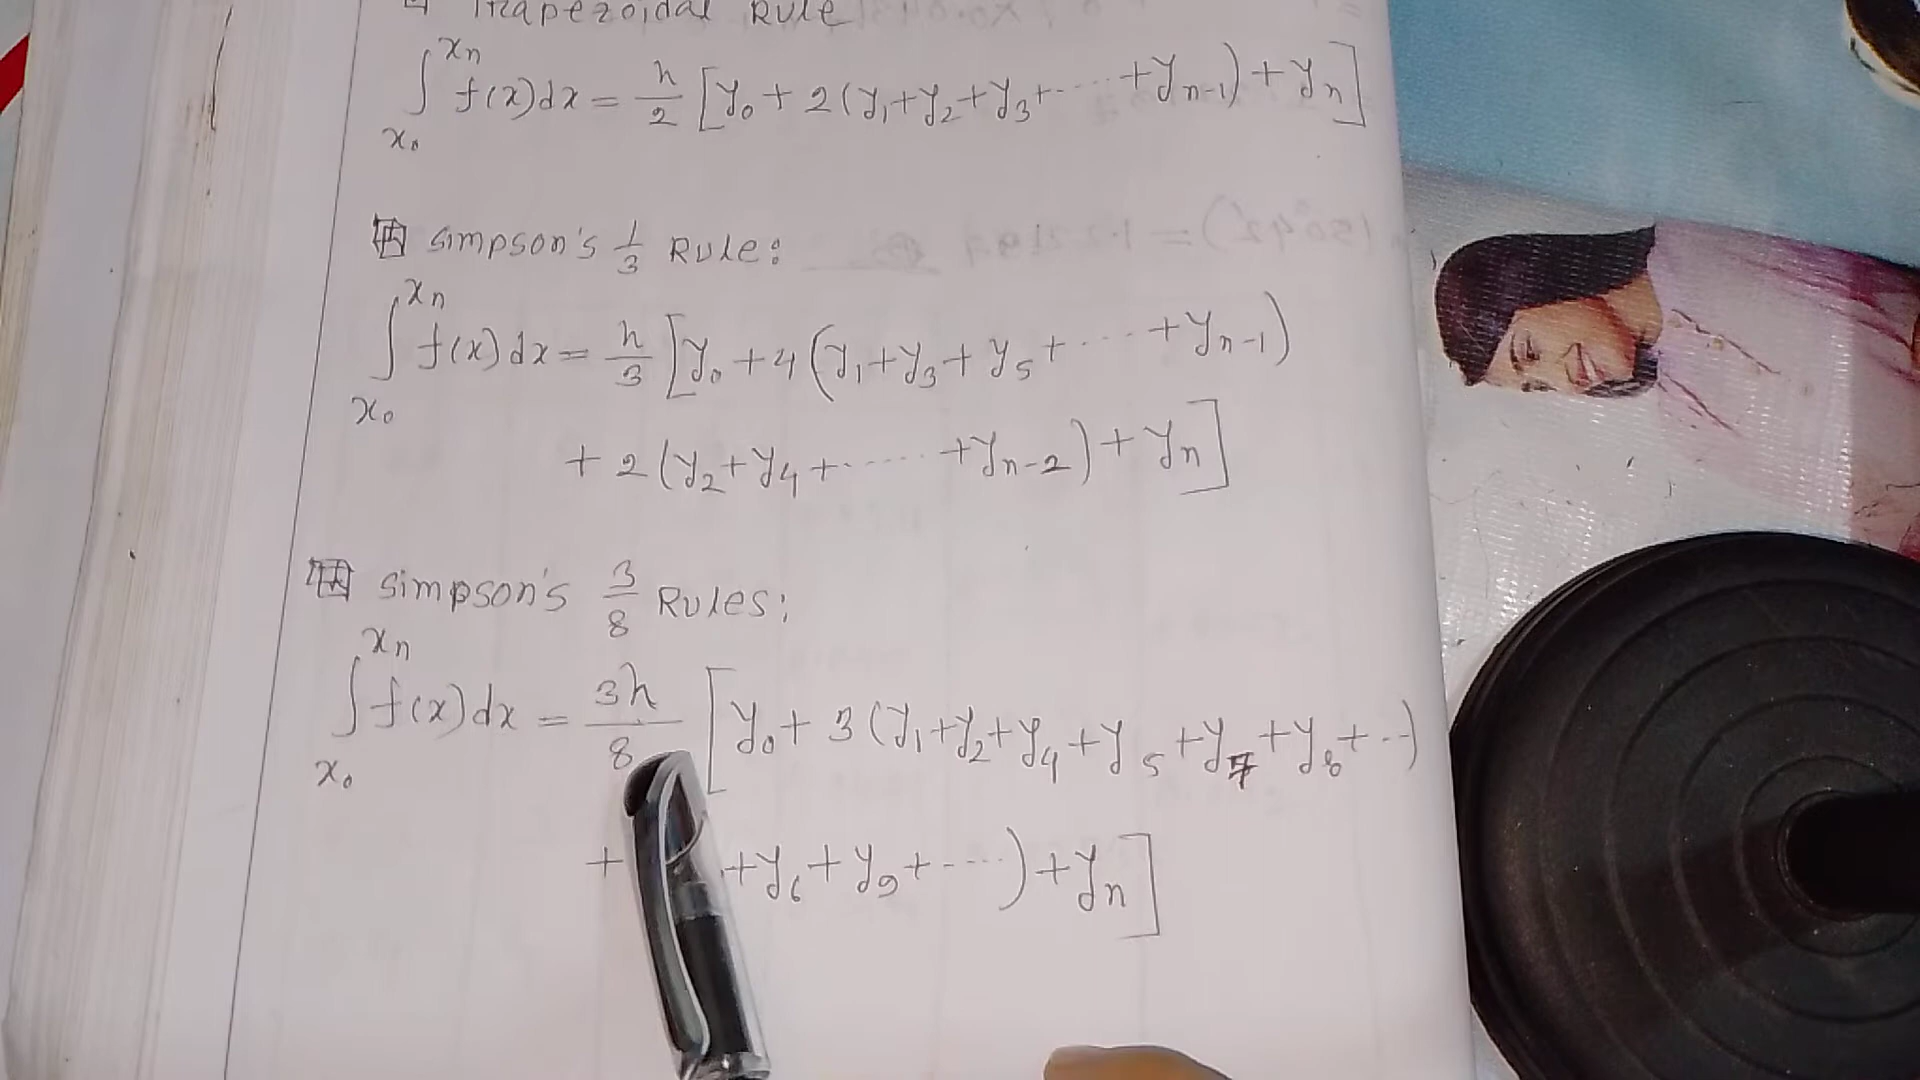 Trapezoidal Rule
∫_{x₀}^{xₙ} f(x)dx = h/2 [y₀ + 2(y₁+y₂+y₃+·····+yₙ₋₁)+yₙ]
Simpson's 1/3 Rule:
∫_{x₀}^{xₙ} f(x)dx = h/3 [y₀ + 4(y₁+y₃+y₅+·····+yₙ₋₁)
+ 2(y₂+y₄+······+yₙ₋₂)+yₙ]
Simpson's 3/8 Rules;
∫_{x₀}^{xₙ} f(x)dx = 3h/8 [y₀+3(y₁+y₂+y₄+y₅+y₇+y₈+··)
+ +y₆+y₉+·····)+yₙ]